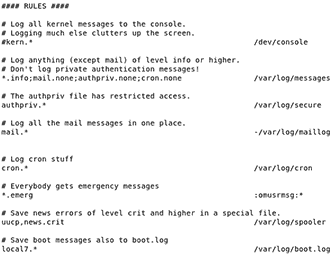 #### RULES ####
# Log all kernel messages to the console.
# Logging much else clutters up the screen.
#kern.* /dev/console
# Log anything (except mail) of level info or higher.
# Don't log private authentication messages!
*.info;mail.none;authpriv.none;cron.none /var/log/messages
# The authpriv file has restricted access.
authpriv.* /var/log/secure
# Log all the mail messages in one place.
mail.* -/var/log/maillog
# Log cron stuff
cron.* /var/log/cron
# Everybody gets emergency messages
*.emerg :omusrmsg:*
# Save news errors of level crit and higher in a special file.
uucp,news.crit /var/log/spooler
# Save boot messages also to boot.log
local7.* /var/log/boot.log